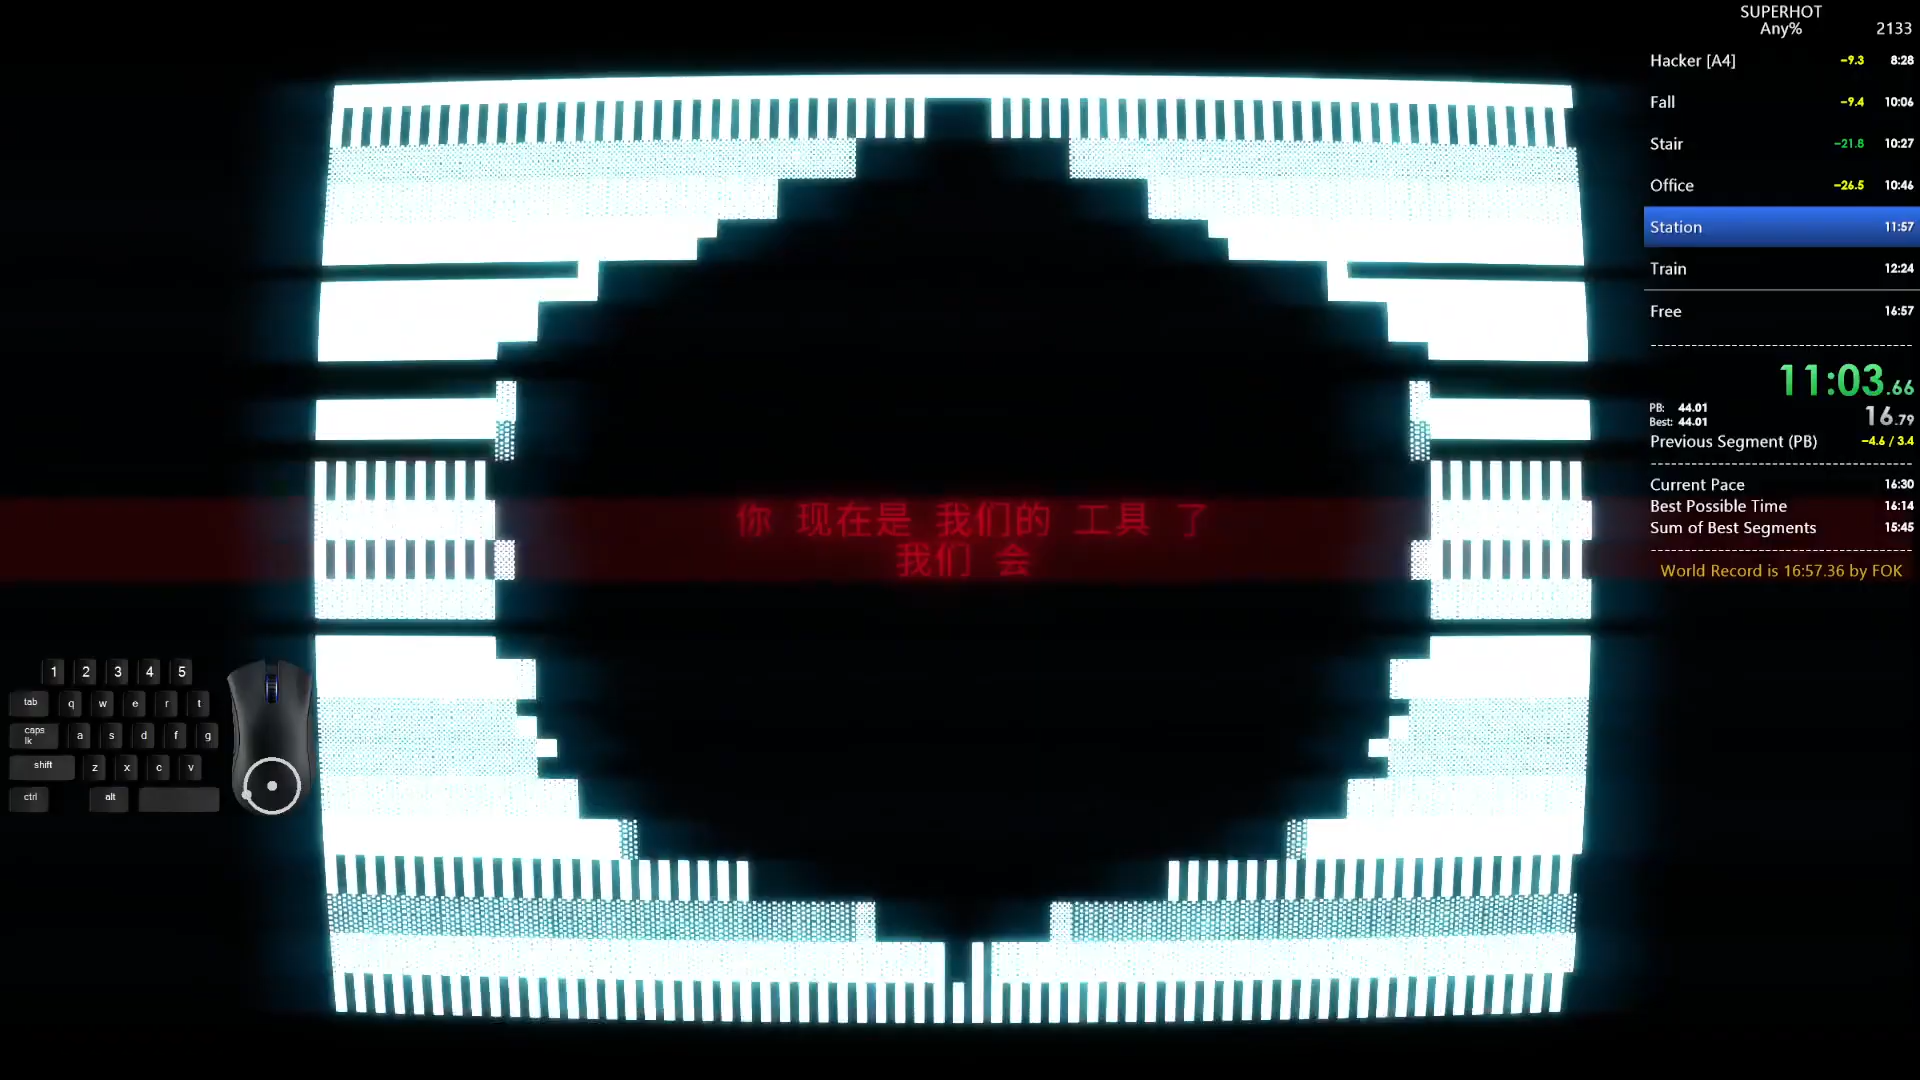 SUPERHOT
Any%
2133
Hacker [A4] -9.3 8:28
Fall -9.4 10:06
Stair -21.8 10:27
Office -26.5 10:46
Station 11:57
Train 12:24
Free 16:57
11:03.66
PB: 44.01
Best: 44.01
16.79
Previous Segment (PB) -4.6 / 3.4
Current Pace 16:30
Best Possible Time 16:14
Sum of Best Segments 15:45
World Record is 16:57.36 by FOK
你 现在是 我们的 工具 了
我们 会
1 2 3 4 5
tab q w e r t
caps lk a s d f g
shift z x c v
ctrl alt